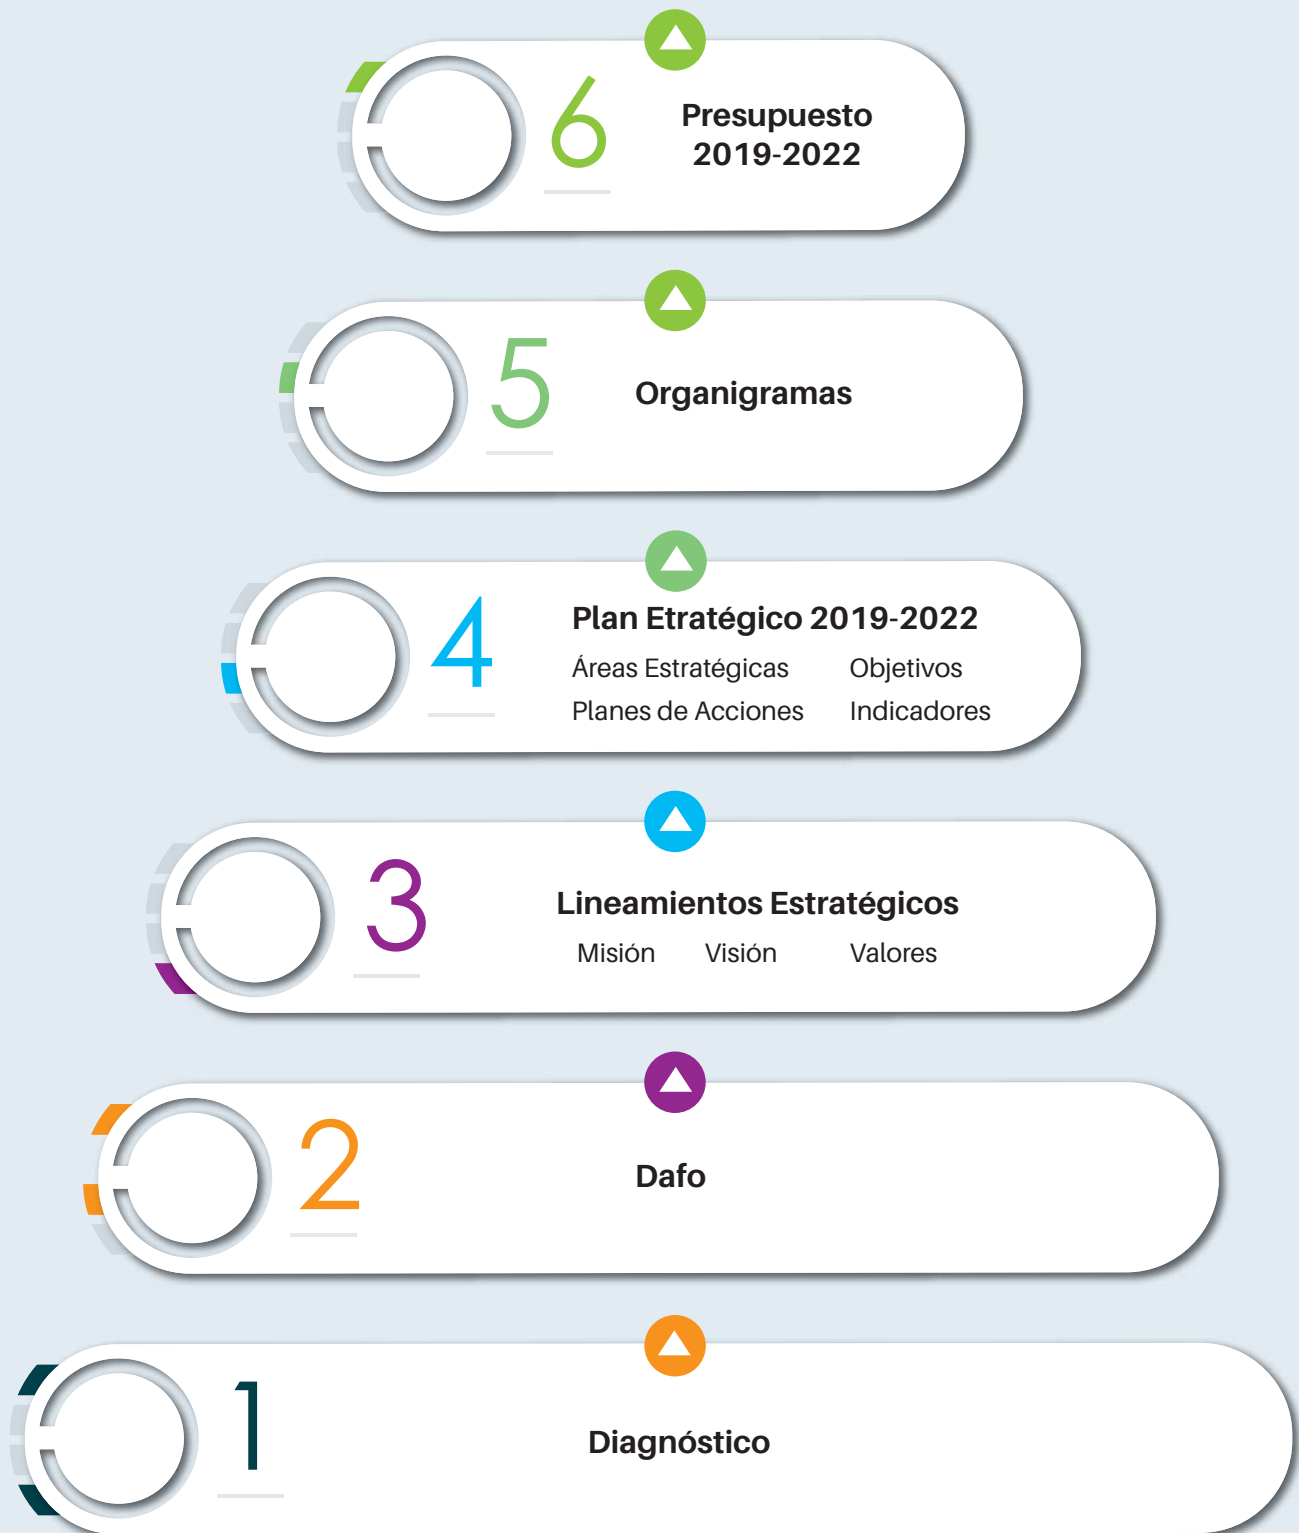 6
Presupuesto
2019-2022
5
Organigramas
4
Plan Etratégico 2019-2022
Áreas Estratégicas Objetivos
Planes de Acciones Indicadores
3
Lineamientos Estratégicos
Misión Visión Valores
2
Dafo
1
Diagnóstico